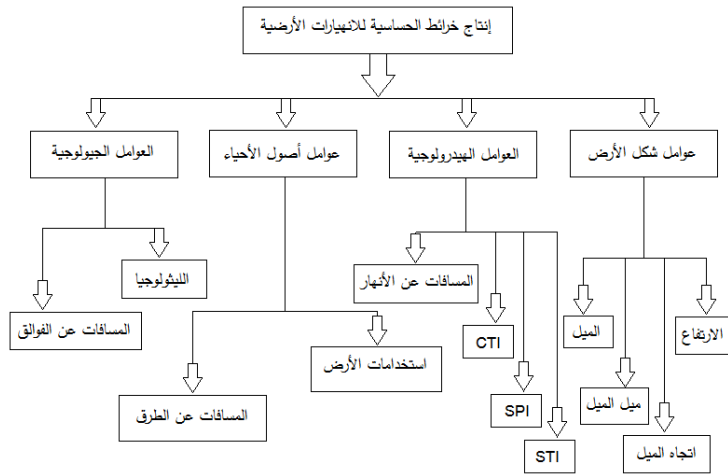 إنتاج خرائط الحساسية للانهيارات الأرضية
عوامل شكل الأرض
العوامل الهيدرولوجية
عوامل أصول الأحياء
العوامل الجيولوجية
الارتفاع
الميل
ميل الميل
اتجاه الميل
المسافات عن الأنهار
CTI
SPI
STI
استخدامات الأرض
المسافات عن الطرق
الليثولوجيا
المسافات عن الفوالق